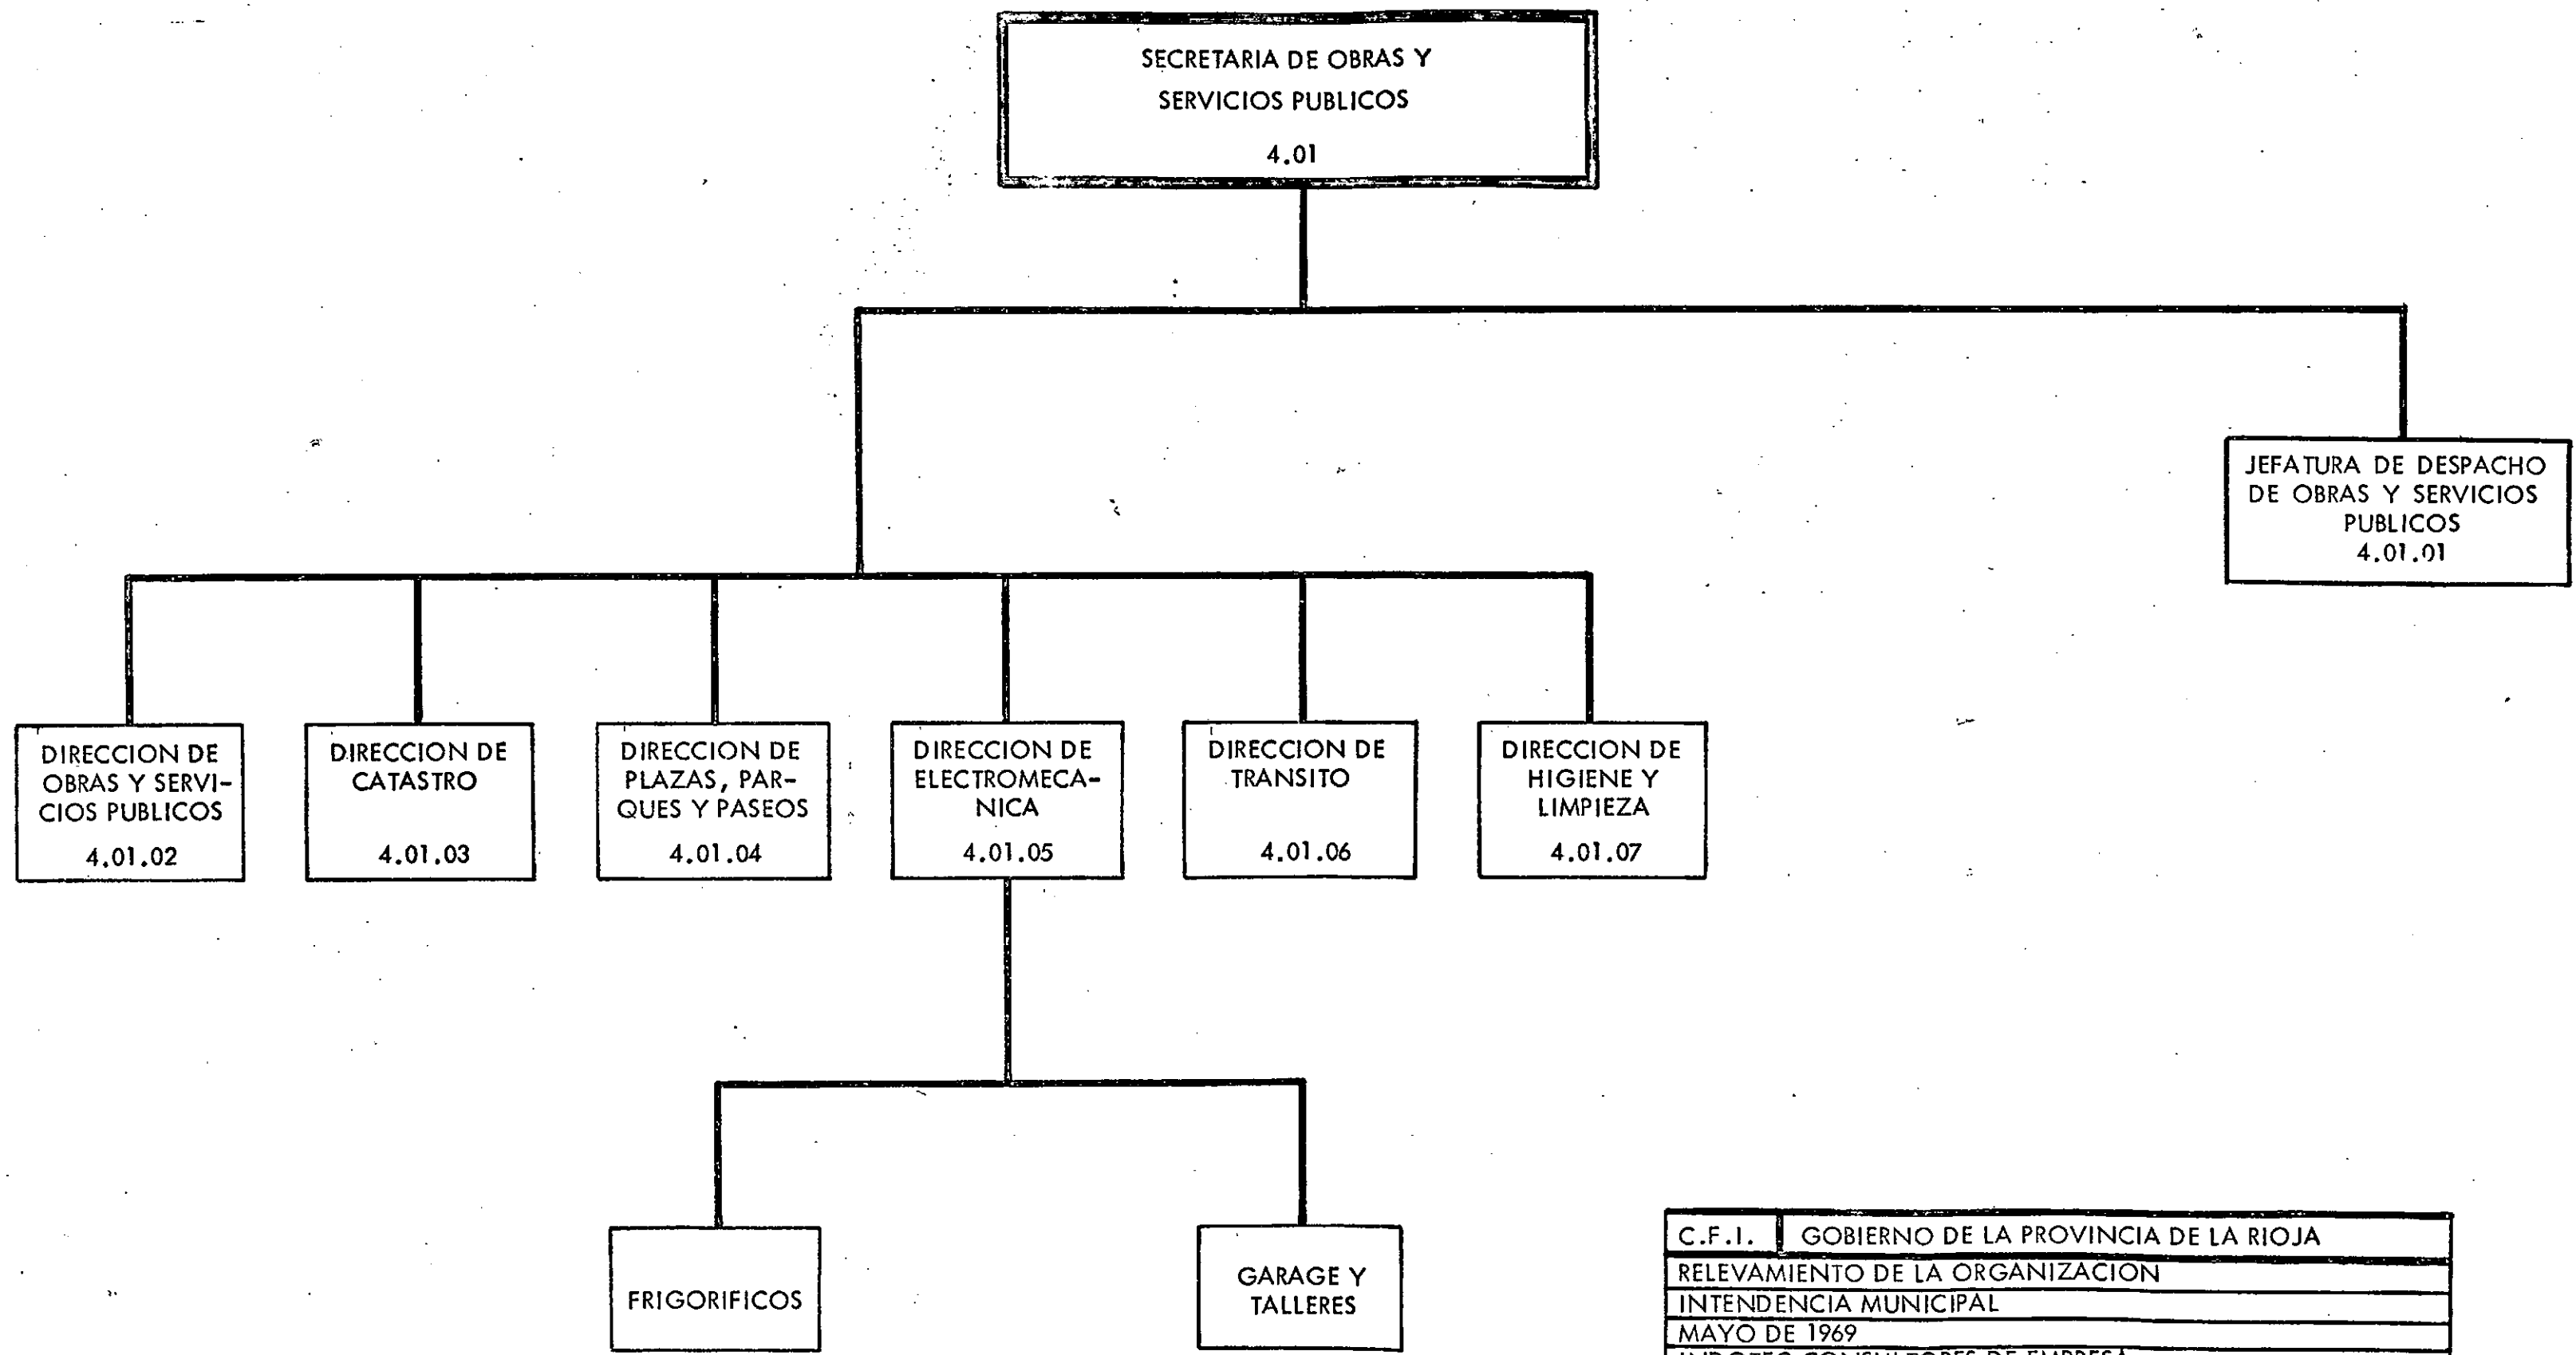 SECRETARIA DE OBRAS Y
SERVICIOS PUBLICOS
4.01
JEFATURA DE DESPACHO
DE OBRAS Y SERVICIOS
PUBLICOS
4.01.01
DIRECCION DE
OBRAS Y SERVI-
CIOS PUBLICOS
4.01.02
DIRECCION DE
CATASTRO
4.01.03
DIRECCION DE
PLAZAS, PAR-
QUES Y PASEOS
4.01.04
DIRECCION DE
ELECTROMECA-
NICA
4.01.05
DIRECCION DE
TRANSITO
4.01.06
DIRECCION DE
HIGIENE Y
LIMPIEZA
4.01.07
FRIGORIFICOS
GARAGE Y
TALLERES
C.F.I. GOBIERNO DE LA PROVINCIA DE LA RIOJA
RELEVAMIENTO DE LA ORGANIZACION
INTENDENCIA MUNICIPAL
MAYO DE 1969
CONSULTORES DE EMPRESA